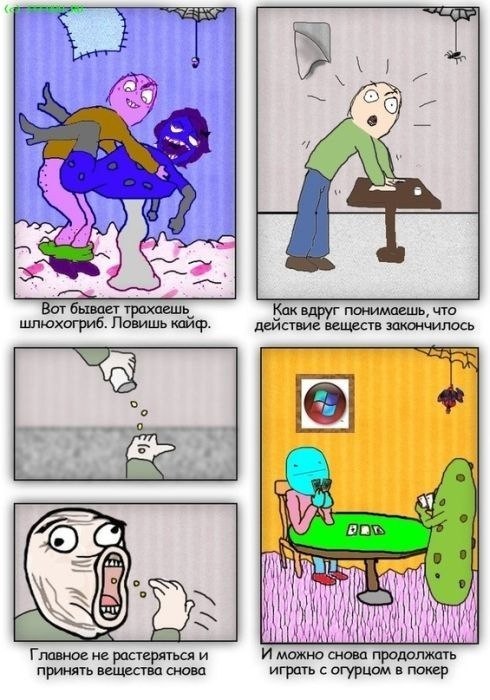 Вот бывает трахаешь
шлюхогриб. Ловишь кайф.
Как вдруг понимаешь, что
действие веществ закончилось
Главное не растеряться и
принять вещества снова
И можно снова продолжать
играть с огурцом в покер